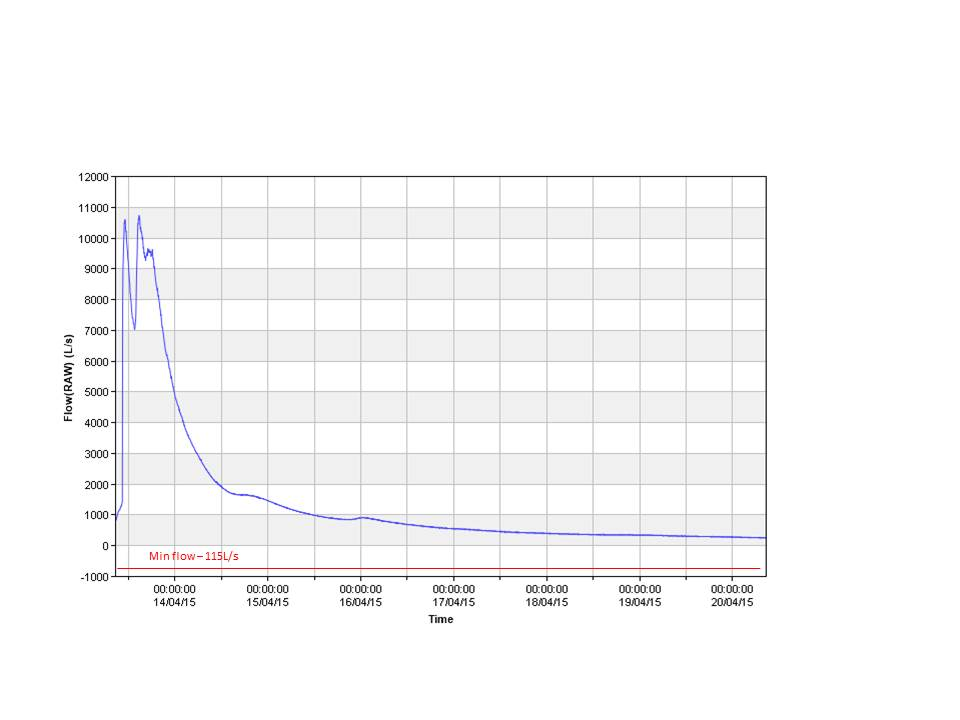 12000
11000
10000
9000
8000
7000
6000
5000
4000
3000
2000
1000
0
-1000
Flow(RAW) (L/s)
Min flow – 115L/s
00:00:00 00:00:00 00:00:00 00:00:00 00:00:00 00:00:00 00:00:00
14/04/15 15/04/15 16/04/15 17/04/15 18/04/15 19/04/15 20/04/15
Time